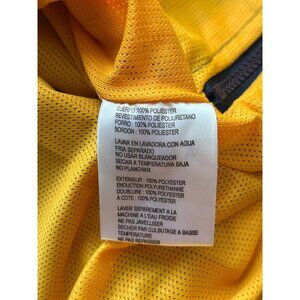 CUERPO : 100% POLIESTER
REVESTIMIENTO DE POLIURETANO
FORRO : 100% POLIESTER
BORDON : 100% POLIESTER
LAVAR EN LAVADORA CON AGUA
FRIA SEPARADO
NO USAR BLANQUEADOR
SECAR A TEMPERATURA BAJA
NO PLANCHAR
EXTERIEUR : 100% POLYESTER
ENDUCTION POLYURETHANE
DOUBLURE : 100% POLYESTER
A COTE : 100% POLYESTER
LAVER SEPAREMENT A LA
MACHINE A L'EAU FROIDE
NE PAS JAVELLISER
SECHER PAR CULBUTAGE A BASSE
TEMPERATURE
NE PAS REPASSER